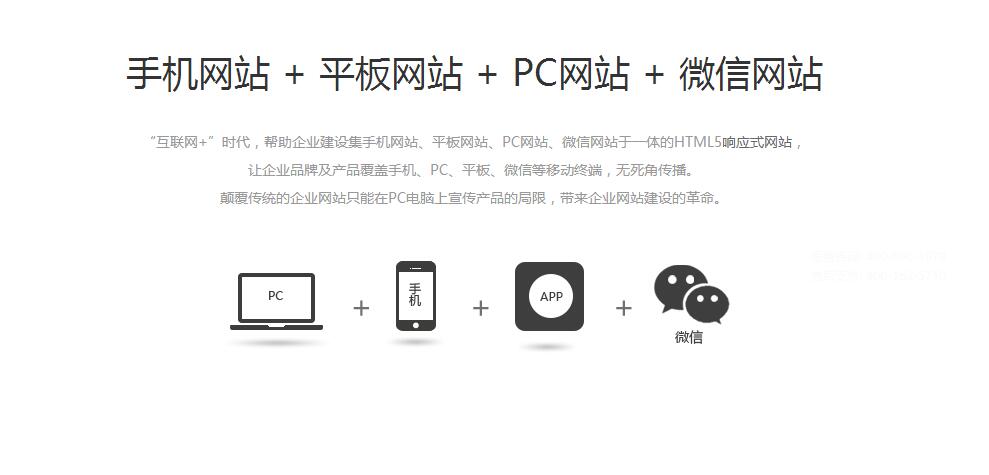 手机网站 + 平板网站 + PC网站 + 微信网站
“互联网+”时代，帮助企业建设集手机网站、平板网站、PC网站、微信网站于一体的HTML5响应式网站，
让企业品牌及产品覆盖手机、PC、平板、微信等移动终端，无死角传播。
颠覆传统的企业网站只能在PC电脑上宣传产品的局限，带来企业网站建设的革命。
PC + 手机 + APP +
微信